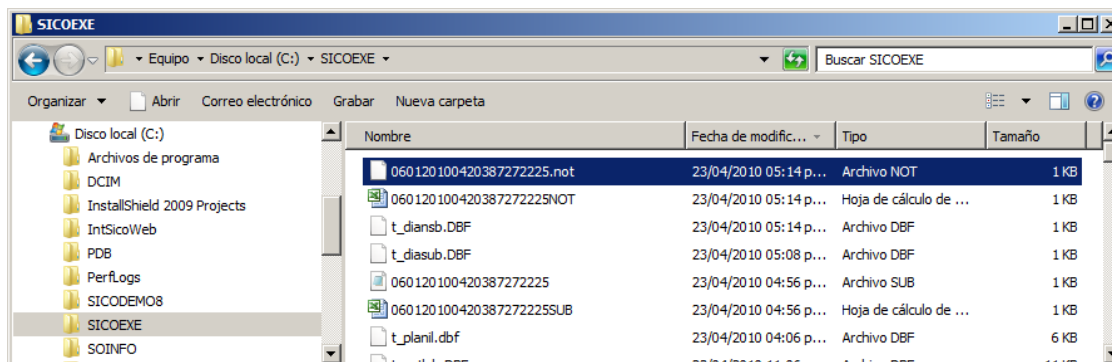 SICOEXE
Equipo Disco local (C:) SICOEXE Buscar SICOEXE
Organizar Abrir Correo electrónico Grabar Nueva carpeta
Disco local (C:)
Archivos de programa
DCIM
InstallShield 2009 Projects
IntSicoWeb
PDB
PerfLogs
SICODEMO8
SICOEXE
SOINFO
Nombre Fecha de modific... Tipo Tamaño
060120100420387272225.not 23/04/2010 05:14 p... Archivo NOT 1 KB
060120100420387272225NOT 23/04/2010 05:14 p... Hoja de cálculo de ... 1 KB
t_diansb.DBF 23/04/2010 05:14 p... Archivo DBF 1 KB
t_diasub.DBF 23/04/2010 05:08 p... Archivo DBF 1 KB
060120100420387272225 23/04/2010 04:56 p... Archivo SUB 1 KB
060120100420387272225SUB 23/04/2010 04:56 p... Hoja de cálculo de ... 1 KB
t_planil.dbf 23/04/2010 04:06 p... Archivo DBF 6 KB